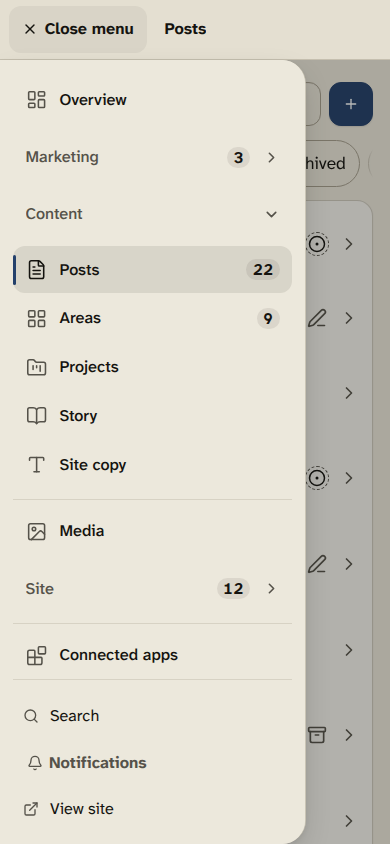 Close menu Posts
Overview
Marketing 3
Content
Posts 22
Areas 9
Projects
Story
Site copy
Media
Site 12
Connected apps
Search
Notifications
View site
hived